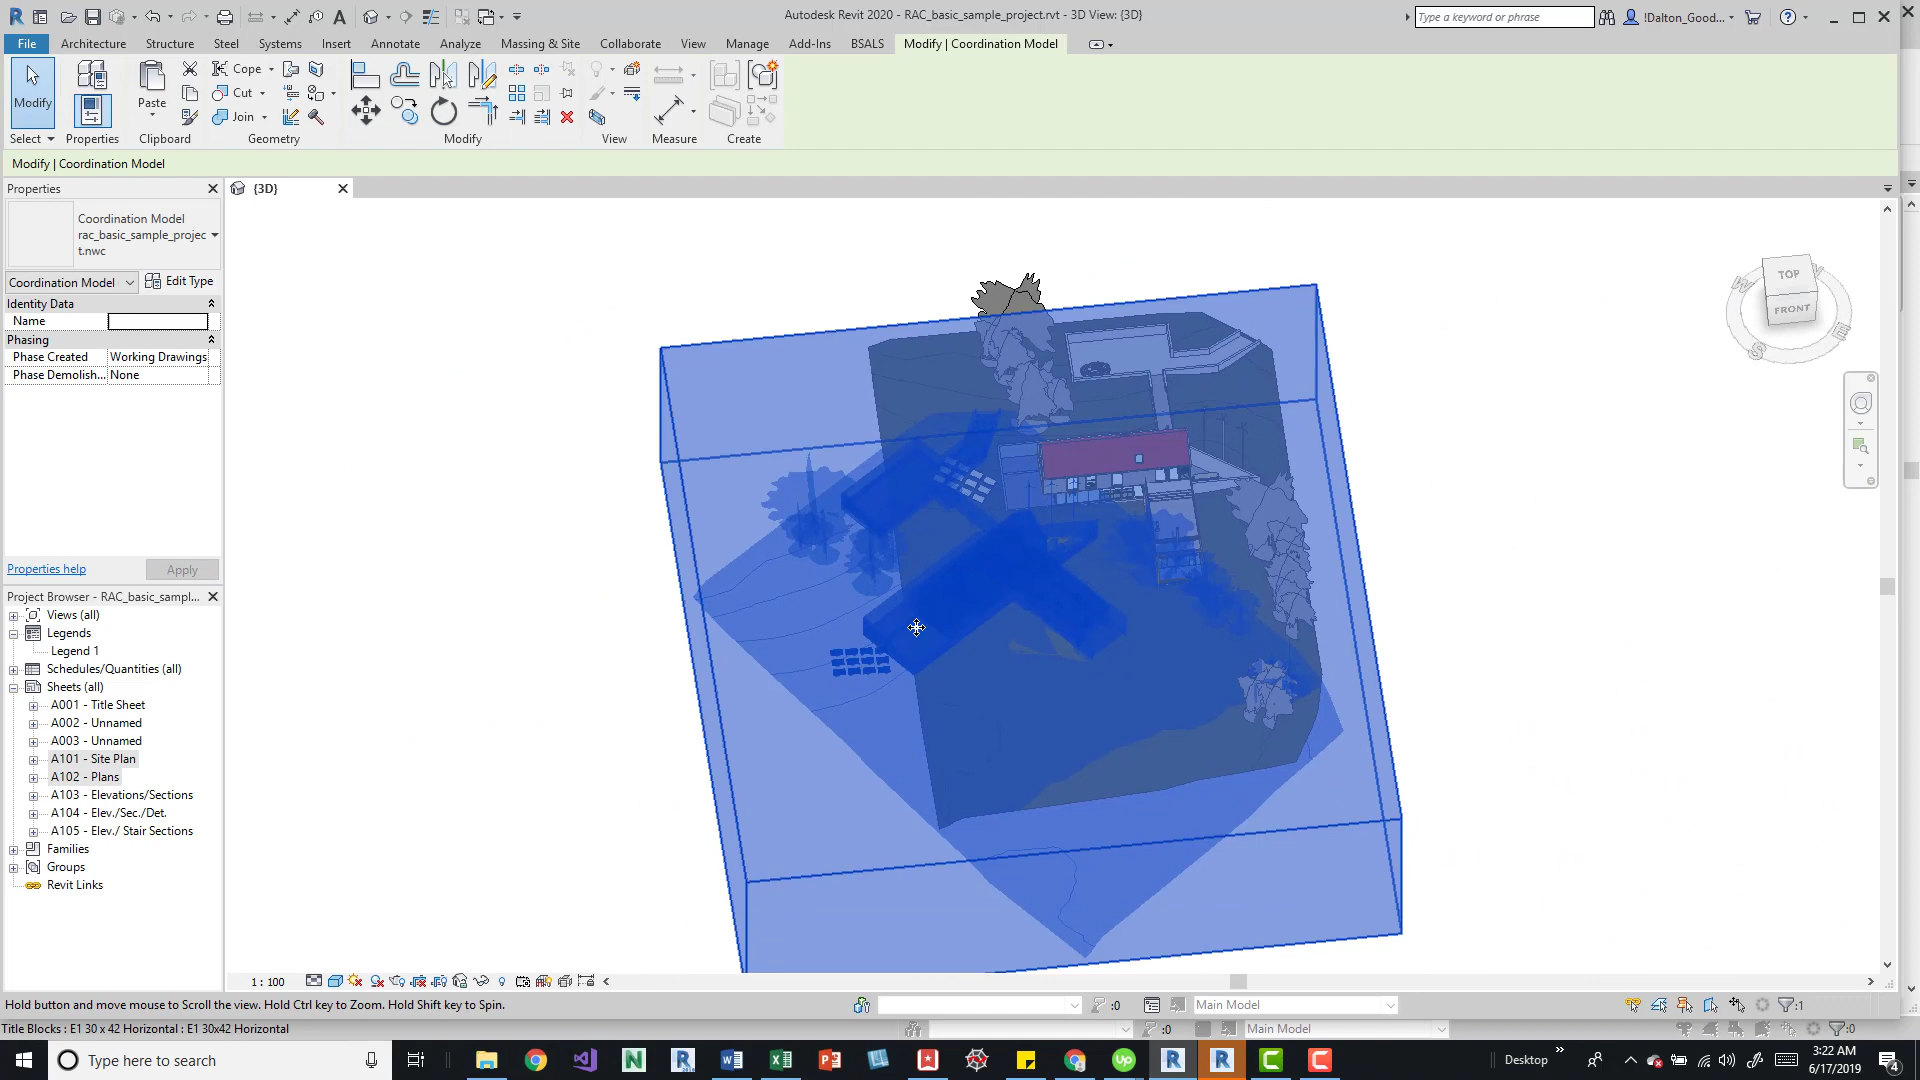 Autodesk Revit 2020 - RAC_basic_sample_project.rvt - 3D View: {3D}
Type a keyword or phrase
!Dalton_Good...
File Architecture Structure Steel Systems Insert Annotate Analyze Massing & Site Collaborate View Manage Add-Ins BSALS Modify | Coordination Model
Modify
Paste
Cope
Cut
Join
Select Properties Clipboard Geometry Modify View Measure Create
Modify | Coordination Model
Properties
{3D}
Coordination Model
rac_basic_sample_projec
t.nwc
Coordination Model
Edit Type
Identity Data
Name
Phasing
Phase Created Working Drawings
Phase Demolish... None
Properties help
Apply
Project Browser - RAC_basic_sampl...
Views (all)
Legends
Legend 1
Schedules/Quantities (all)
Sheets (all)
A001 - Title Sheet
A002 - Unnamed
A003 - Unnamed
A101 - Site Plan
A102 - Plans
A103 - Elevations/Sections
A104 - Elev./Sec./Det.
A105 - Elev./ Stair Sections
Families
Groups
Revit Links
TOP
FRONT
W
S
E
1 : 100
Hold button and move mouse to Scroll the view. Hold Ctrl key to Zoom. Hold Shift key to Spin.
:0
Main Model
:1
Title Blocks : E1 30 x 42 Horizontal : E1 30x42 Horizontal
:0
Main Model
:0
Type here to search
Desktop
3:22 AM
6/17/2019
4